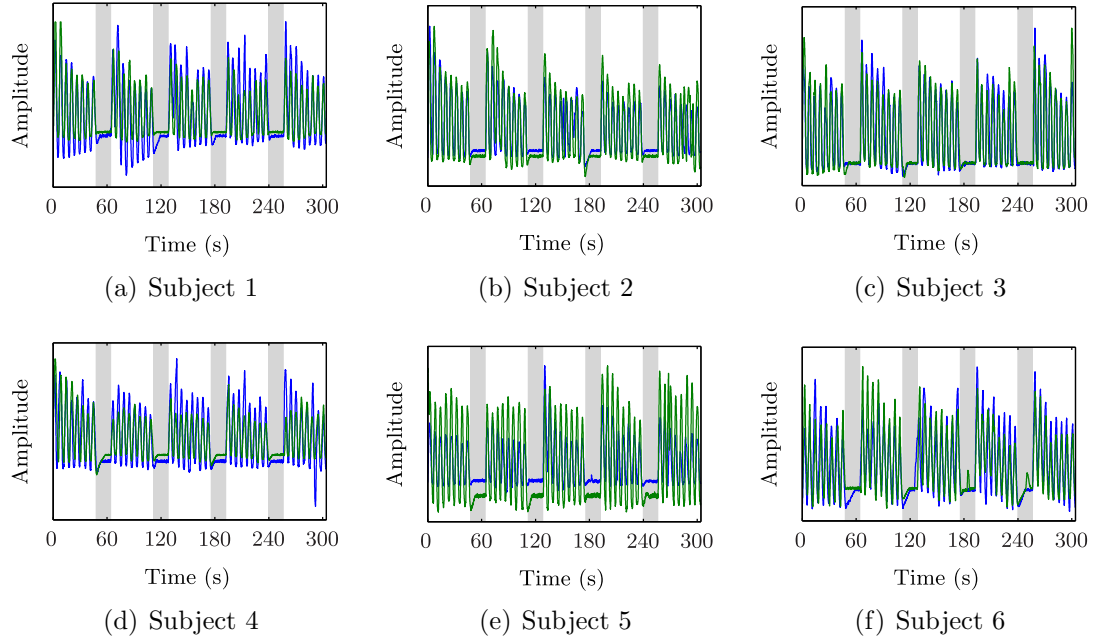 Amplitude
0 60 120 180 240 300
Time (s)
(a) Subject 1
Amplitude
0 60 120 180 240 300
Time (s)
(b) Subject 2
Amplitude
0 60 120 180 240 300
Time (s)
(c) Subject 3
Amplitude
0 60 120 180 240 300
Time (s)
(d) Subject 4
Amplitude
0 60 120 180 240 300
Time (s)
(e) Subject 5
Amplitude
0 60 120 180 240 300
Time (s)
(f) Subject 6